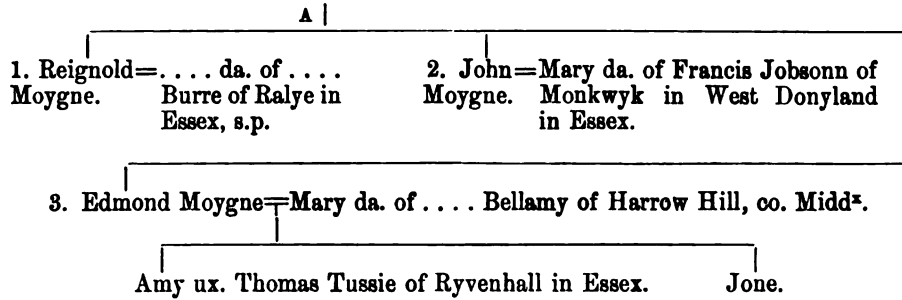 A
1. Reignold=.... da. of ....
Moygne. Burre of Ralye in
Essex, s.p.
2. John=Mary da. of Francis Jobsonn of
Moygne. Monkwyk in West Donyland
in Essex.
3. Edmond Moygne=Mary da. of .... Bellamy of Harrow Hill, co. Middˣ.
Amy ux. Thomas Tussie of Ryvenhall in Essex. Jone.